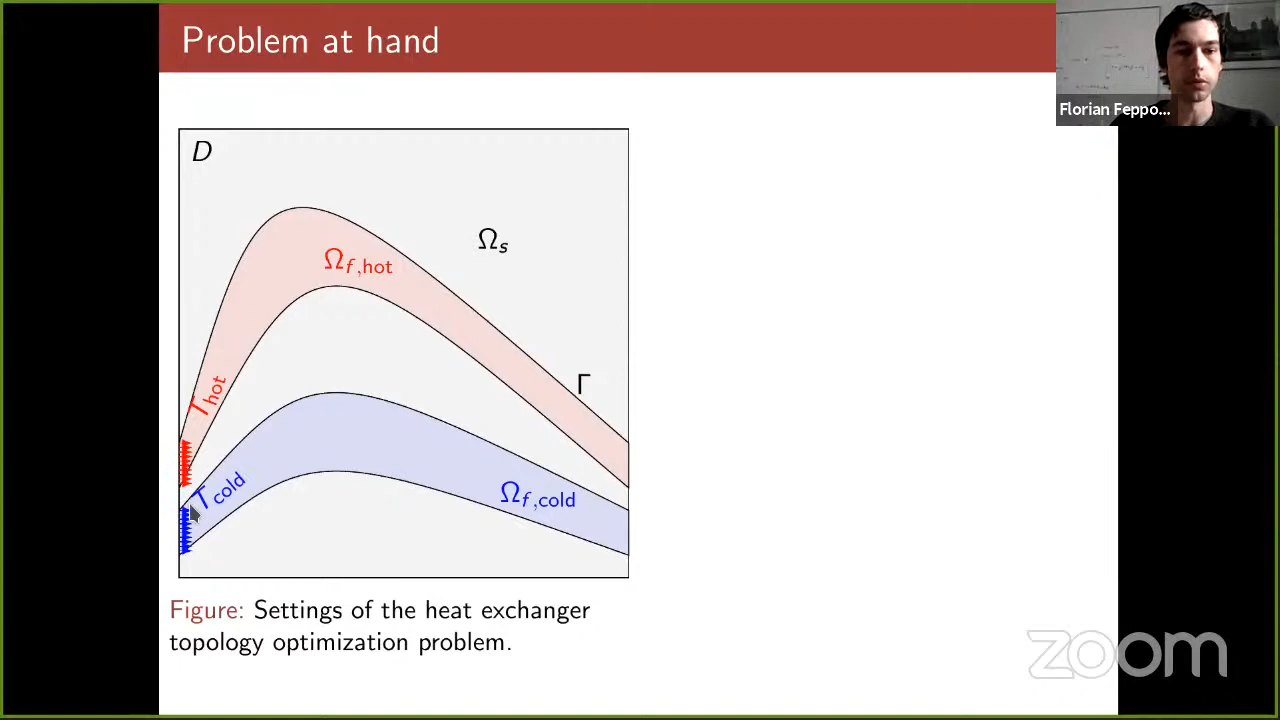 Problem at hand
Florian Feppo...
D
Ωs
Ωf,hot
Γ
Thot
Tcold
Ωf,cold
Figure: Settings of the heat exchanger
topology optimization problem.
zoom